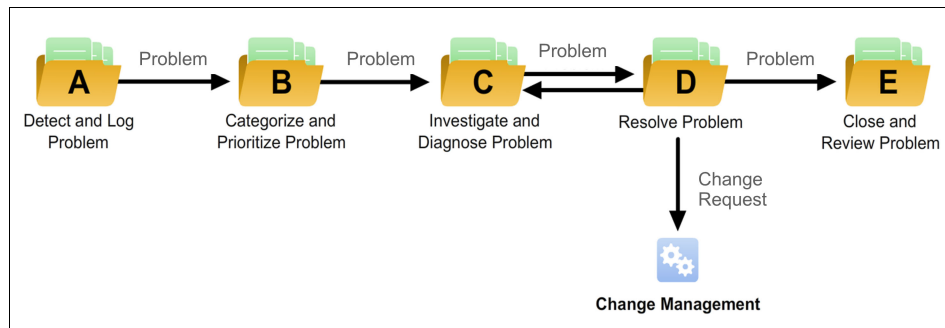 Problem
Problem
Problem
Problem
A
B
C
D
E
Detect and Log
Problem
Categorize and
Prioritize Problem
Investigate and
Diagnose Problem
Resolve Problem
Close and
Review Problem
Change
Request
Change Management